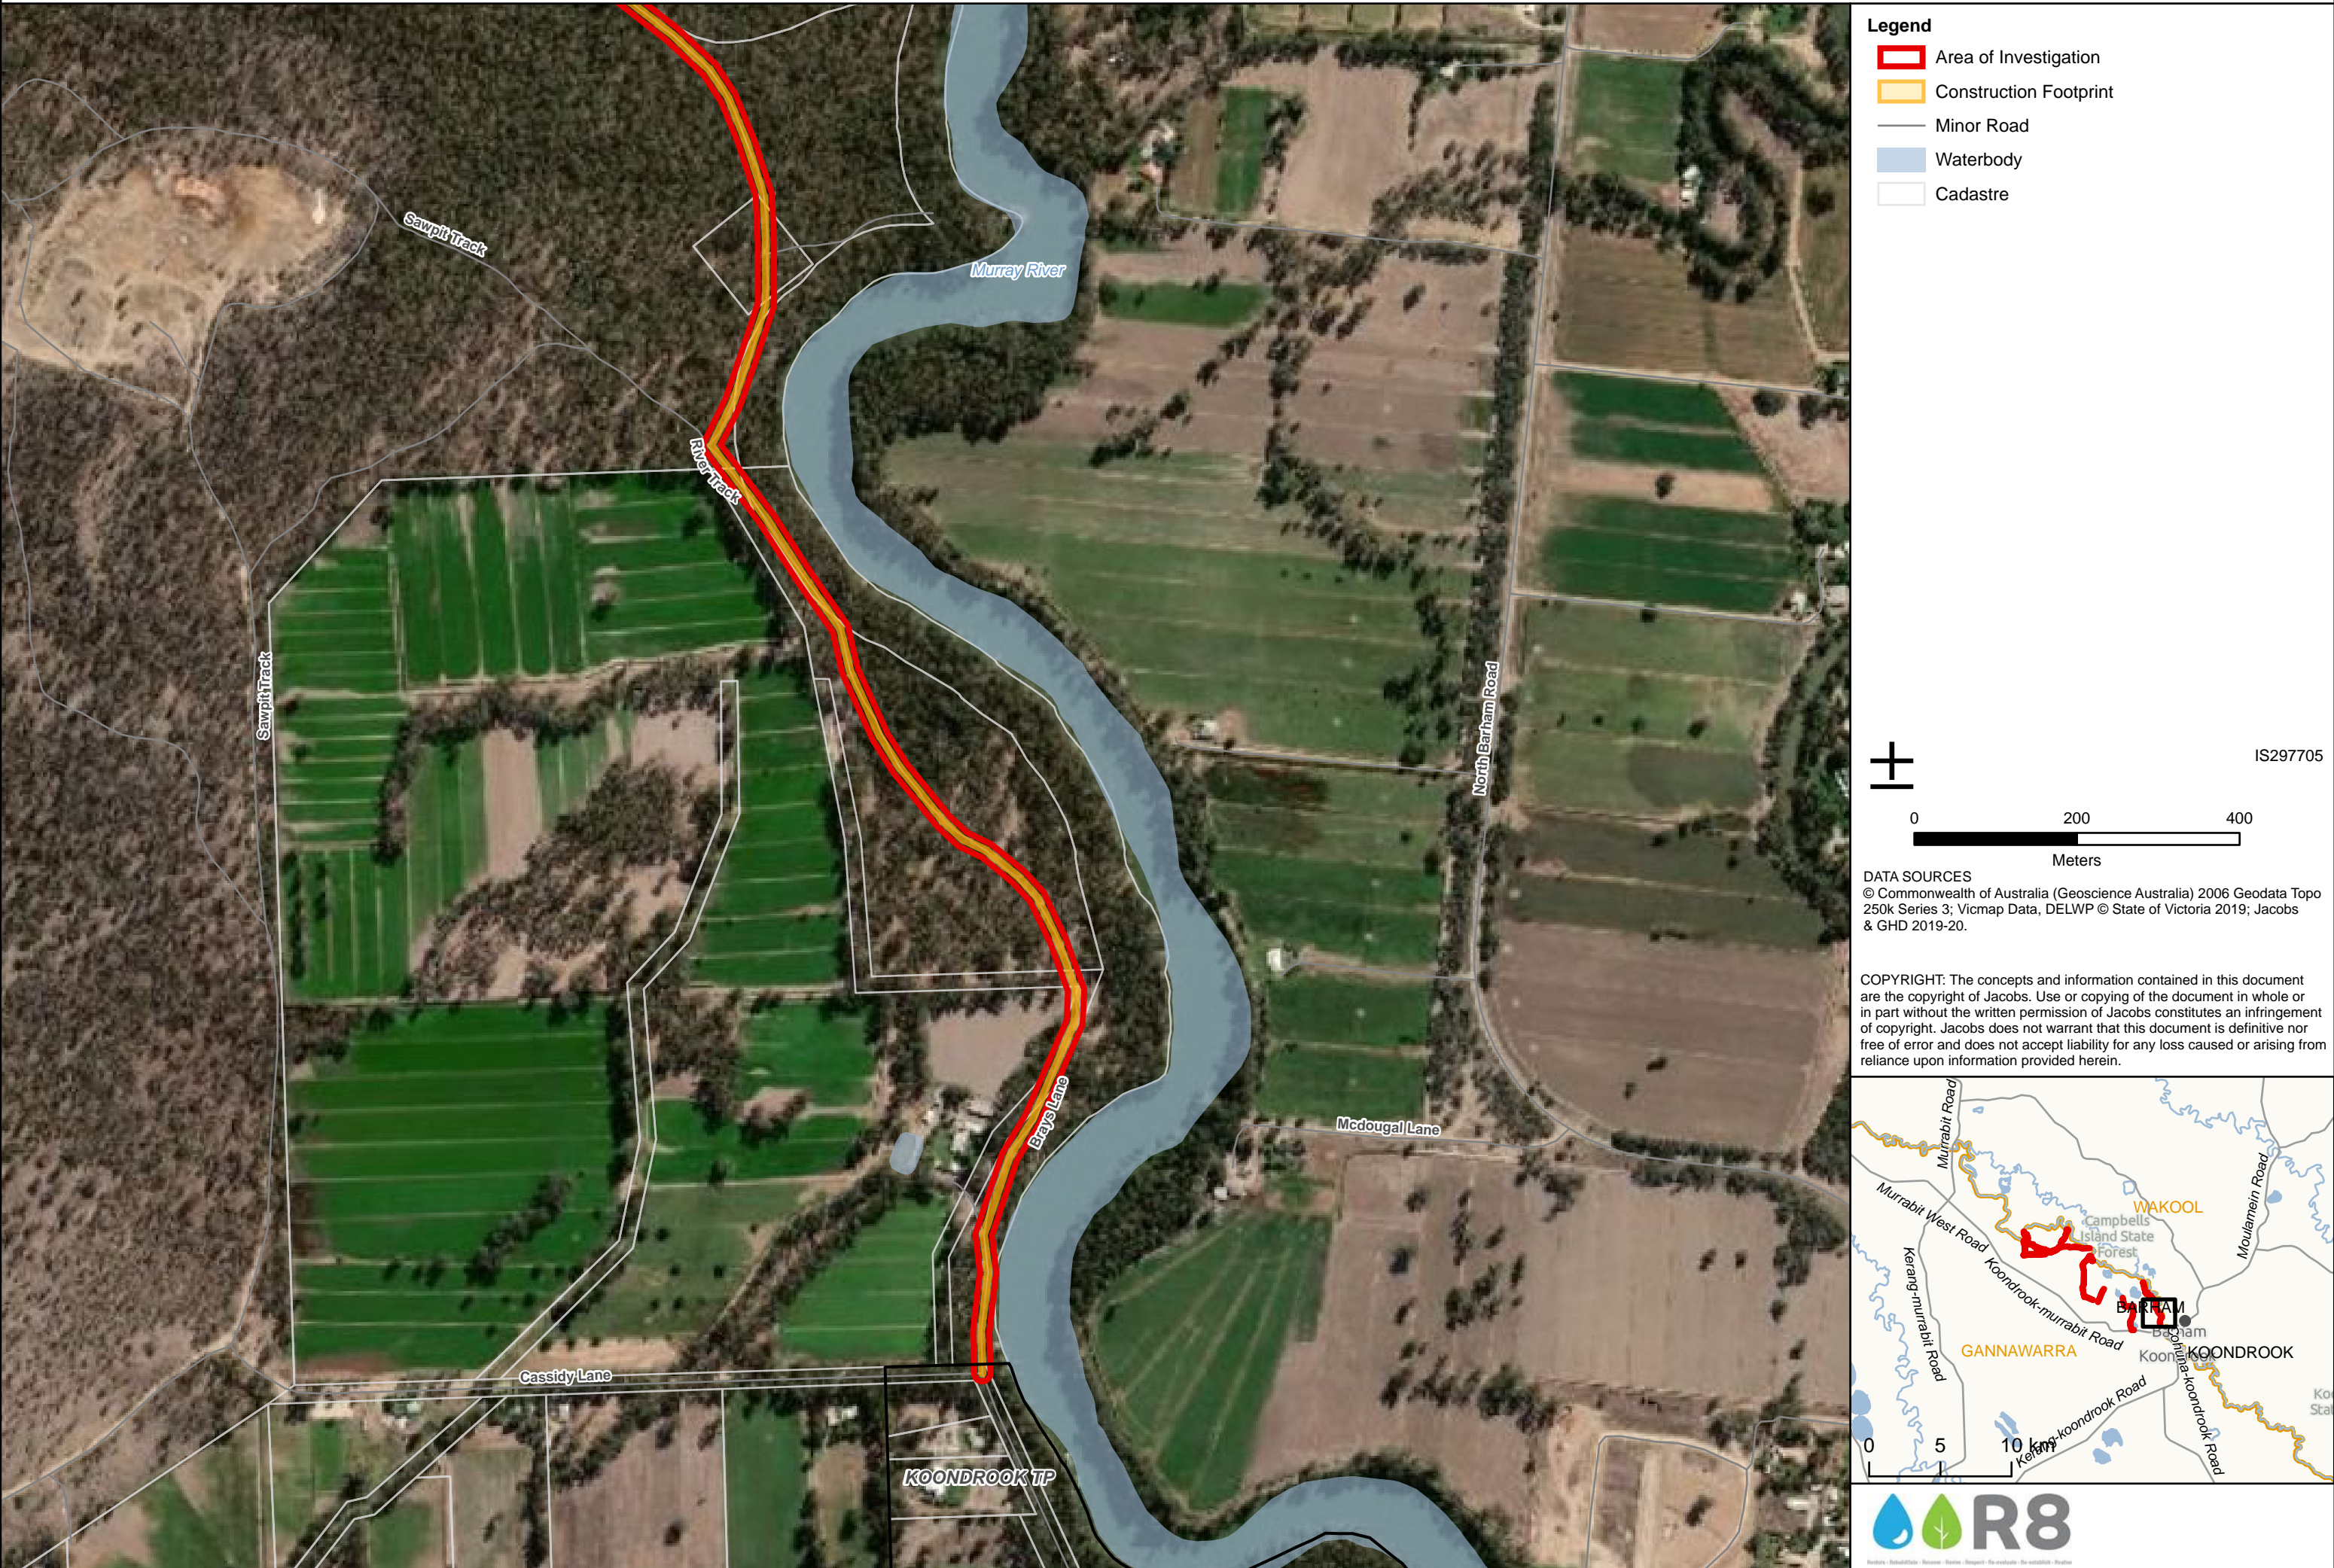 Sawpit Track
Murray River
River Track
Sawpit Track
North Barham Road
Brays Lane
Mcdougal Lane
Cassidy Lane
KOONDROOK TP
Legend
Area of Investigation
Construction Footprint
Minor Road
Waterbody
Cadastre
IS297705
0 200 400
Meters
DATA SOURCES
© Commonwealth of Australia (Geoscience Australia) 2006 Geodata Topo
250k Series 3; Vicmap Data, DELWP © State of Victoria 2019; Jacobs
& GHD 2019-20.
COPYRIGHT: The concepts and information contained in this document
are the copyright of Jacobs. Use or copying of the document in whole or
in part without the written permission of Jacobs constitutes an infringement
of copyright. Jacobs does not warrant that this document is definitive nor
free of error and does not accept liability for any loss caused or arising from
reliance upon information provided herein.
Murrabit Road
Murrabit West Road
WAKOOL
Moulamein Road
Campbells
Island State
Forest
Kerang-murrabit Road
Koondrook-murrabit Road
BARHAM
Barham
GANNAWARRA
KOONDROOK
Cohuna-koondrook Road
Kerang-koondrook Road
0 5 10 km
R8